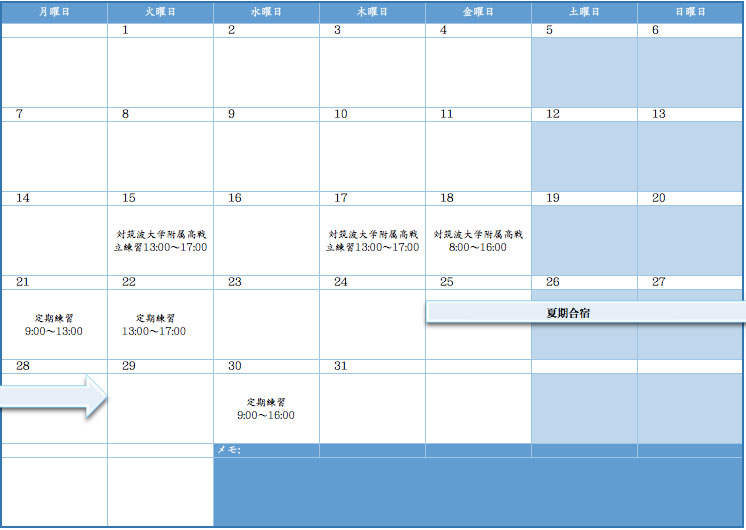 月曜日 火曜日 水曜日 木曜日 金曜日 土曜日 日曜日
1 2 3 4 5 6
7 8 9 10 11 12 13
14 15 16 17 18 19 20
対筑波大学附属高戦
立練習13:00～17:00
対筑波大学附属高戦
立練習13:00～17:00
対筑波大学附属高戦
8:00～16:00
21 22 23 24 25 26 27
定期練習
9:00～13:00
定期練習
13:00～17:00
夏期合宿
28 29 30 31
定期練習
9:00～16:00
メモ: